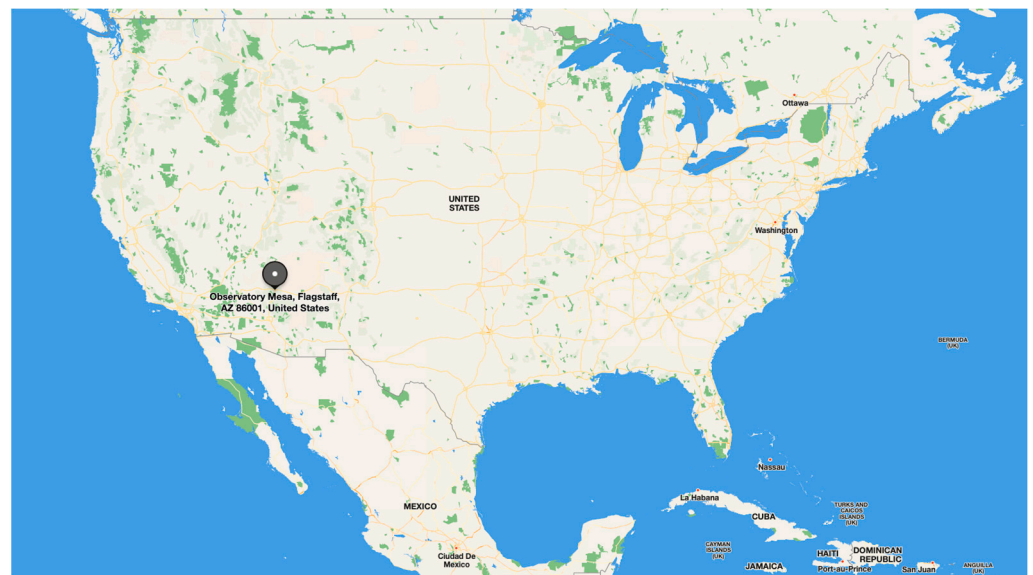 Ottawa
UNITED
STATES
Washington
Observatory Mesa, Flagstaff,
AZ 86001, United States
BERMUDA
(UK)
Nassau
La Habana
MEXICO
CUBA
TURKS AND
CAICOS
ISLANDS
(UK)
Ciudad De
Mexico
CAYMAN
ISLANDS
(UK)
HAITI
DOMINICAN
REPUBLIC
JAMAICA
Port-au-Prince
San Juan
ANGUILLA
(UK)